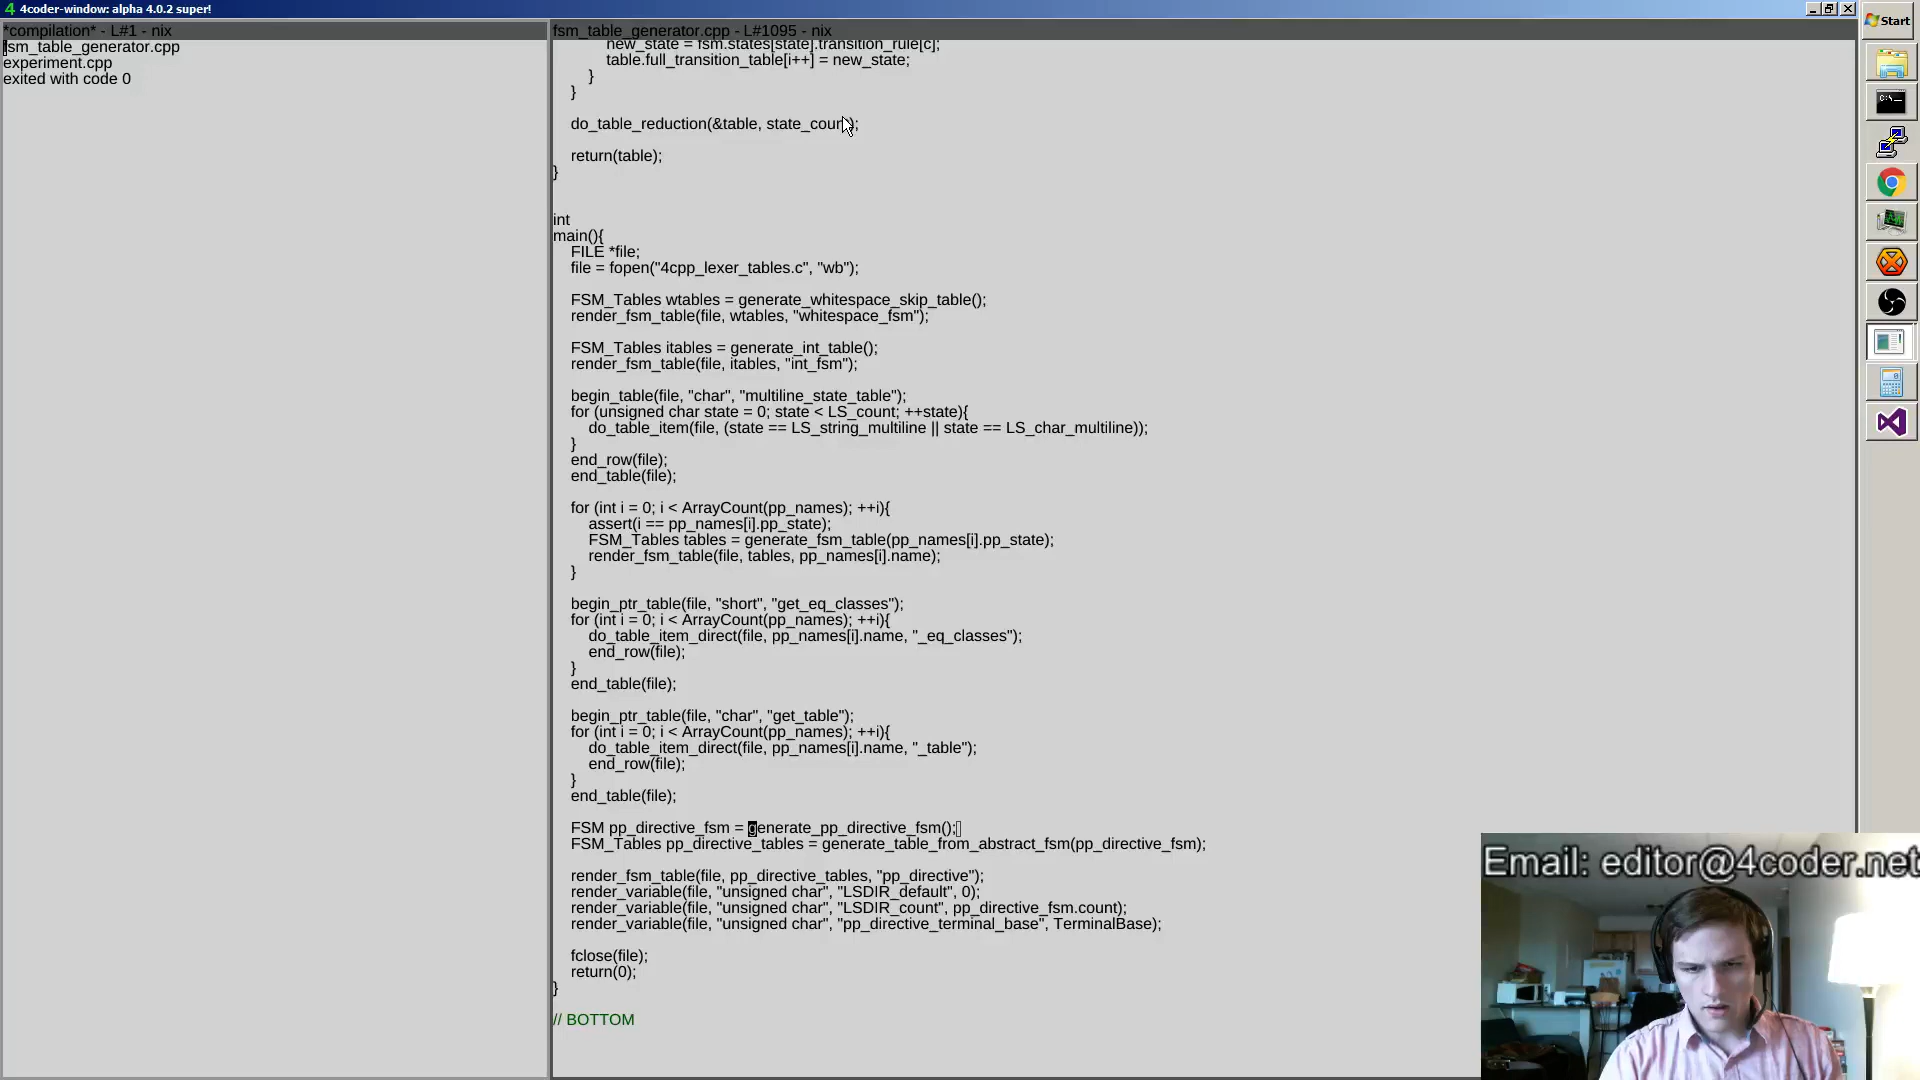 4 4coder-window: alpha 4.0.2 super!
*compilation* - L#1 - nix
fsm_table_generator.cpp
experiment.cpp
exited with code 0
fsm_table_generator.cpp - L#1095 - nix
new_state = fsm.states[state].transition_rule[c];
table.full_transition_table[i++] = new_state;
}
}
do_table_reduction(&table, state_count);
return(table);
}
int
main(){
FILE *file;
file = fopen("4cpp_lexer_tables.c", "wb");
FSM_Tables wtables = generate_whitespace_skip_table();
render_fsm_table(file, wtables, "whitespace_fsm");
FSM_Tables itables = generate_int_table();
render_fsm_table(file, itables, "int_fsm");
begin_table(file, "char", "multiline_state_table");
for (unsigned char state = 0; state < LS_count; ++state){
do_table_item(file, (state == LS_string_multiline || state == LS_char_multiline));
}
end_row(file);
end_table(file);
for (int i = 0; i < ArrayCount(pp_names); ++i){
assert(i == pp_names[i].pp_state);
FSM_Tables tables = generate_fsm_table(pp_names[i].pp_state);
render_fsm_table(file, tables, pp_names[i].name);
}
begin_ptr_table(file, "short", "get_eq_classes");
for (int i = 0; i < ArrayCount(pp_names); ++i){
do_table_item_direct(file, pp_names[i].name, "_eq_classes");
end_row(file);
}
end_table(file);
begin_ptr_table(file, "char", "get_table");
for (int i = 0; i < ArrayCount(pp_names); ++i){
do_table_item_direct(file, pp_names[i].name, "_table");
end_row(file);
}
end_table(file);
FSM pp_directive_fsm = generate_pp_directive_fsm();
FSM_Tables pp_directive_tables = generate_table_from_abstract_fsm(pp_directive_fsm);
render_fsm_table(file, pp_directive_tables, "pp_directive");
render_variable(file, "unsigned char", "LSDIR_default", 0);
render_variable(file, "unsigned char", "LSDIR_count", pp_directive_fsm.count);
render_variable(file, "unsigned char", "pp_directive_terminal_base", TerminalBase);
fclose(file);
return(0);
}
// BOTTOM
Start
C:\
Email: editor@4coder.net